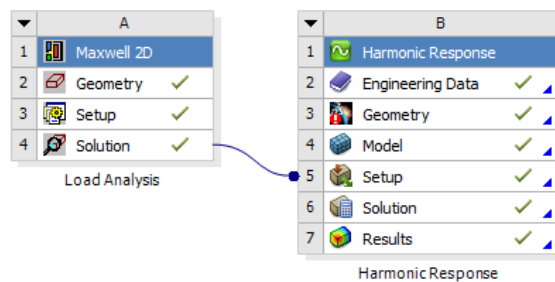 A
1 Maxwell 2D
2 Geometry
3 Setup
4 Solution
Load Analysis
B
1 Harmonic Response
2 Engineering Data
3 Geometry
4 Model
5 Setup
6 Solution
7 Results
Harmonic Response